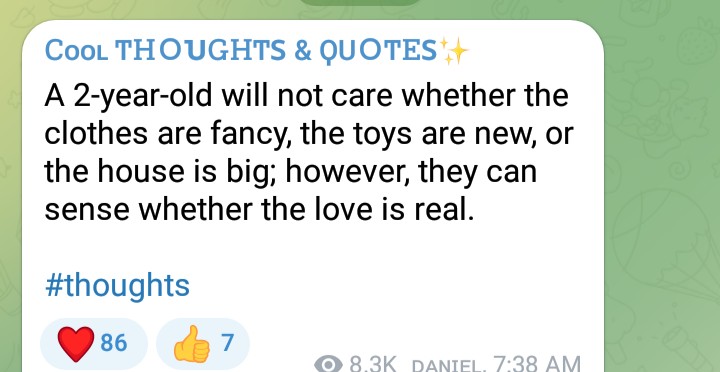 Cool THOUGHTS & QUOTES✨
A 2-year-old will not care whether the
clothes are fancy, the toys are new, or
the house is big; however, they can
sense whether the love is real.
#thoughts
❤️ 86 👍 7
8.3K DANIEL, 7:38 AM